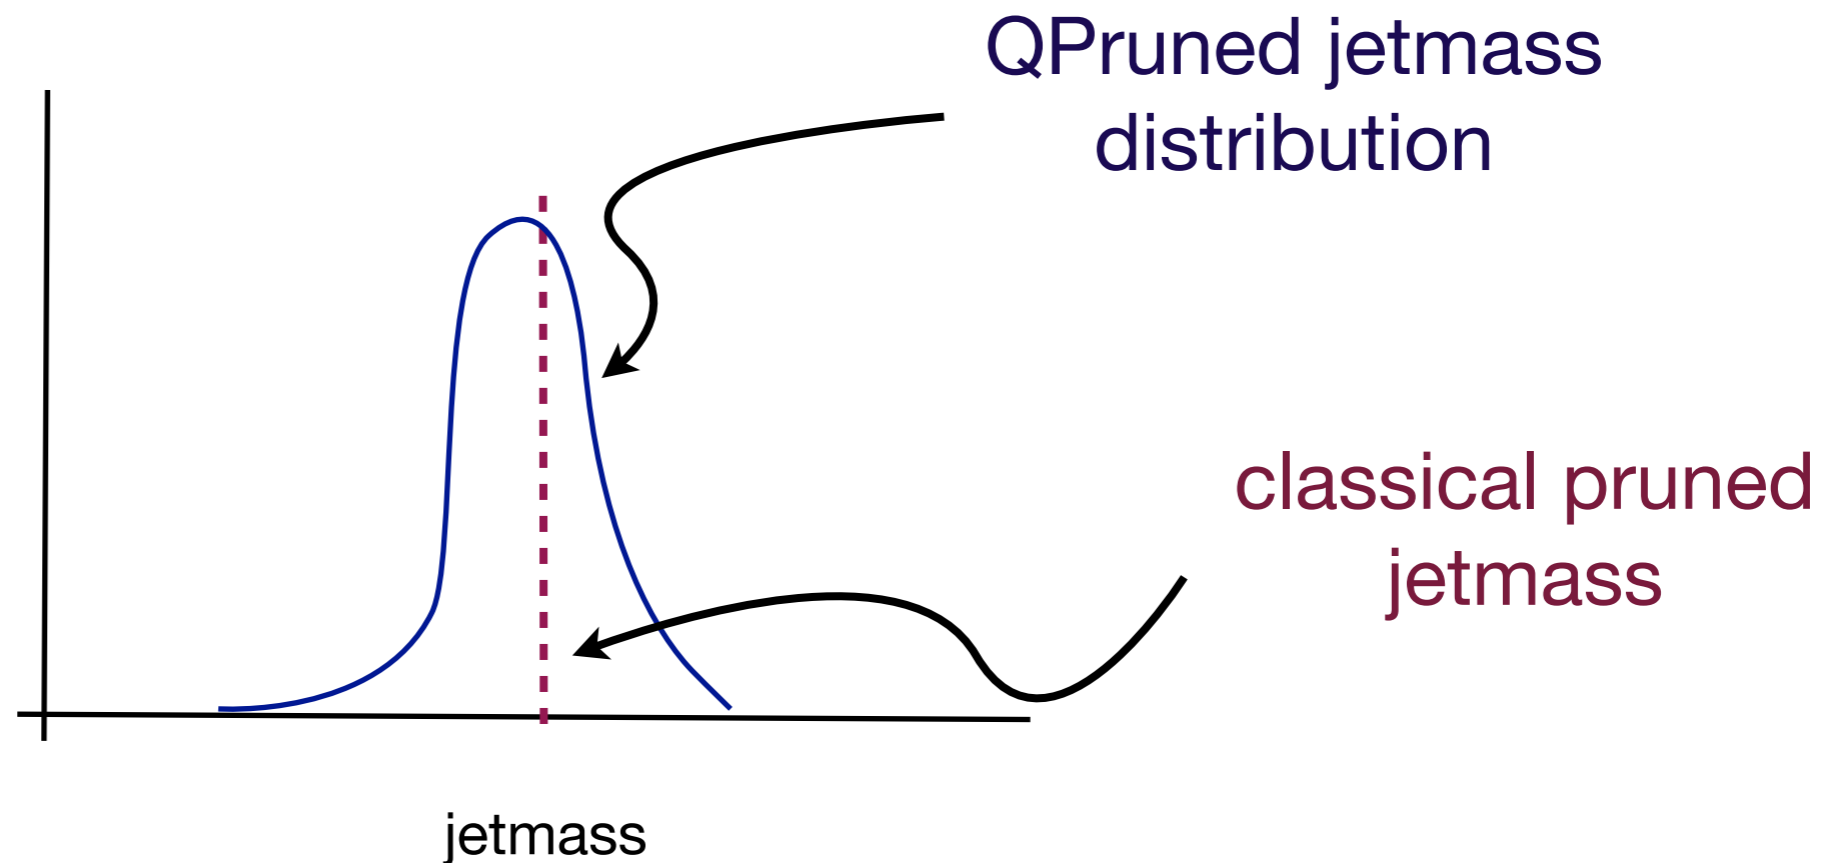 QPruned jetmass
distribution
classical pruned
jetmass
jetmass